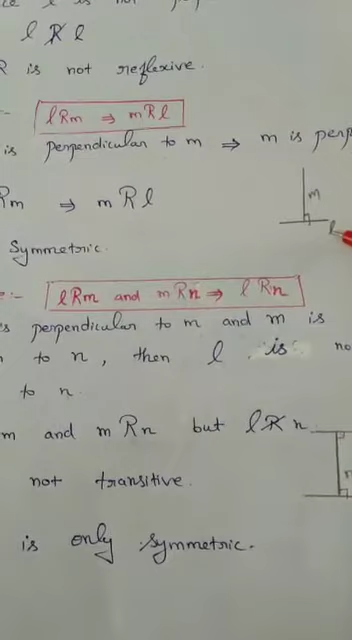 l R̸ l
R is not reflexive.
:- lRm ⇒ mRl
is perpendicular to m ⇒ m is perp
Rm ⇒ mRl
m
l
Symmetric.
e :- lRm and mRn ⇒ lRn
is perpendicular to m and m is
to n, then l is no
to n.
m and mRn but l R̸ n
not transitive.
is only symmetric.